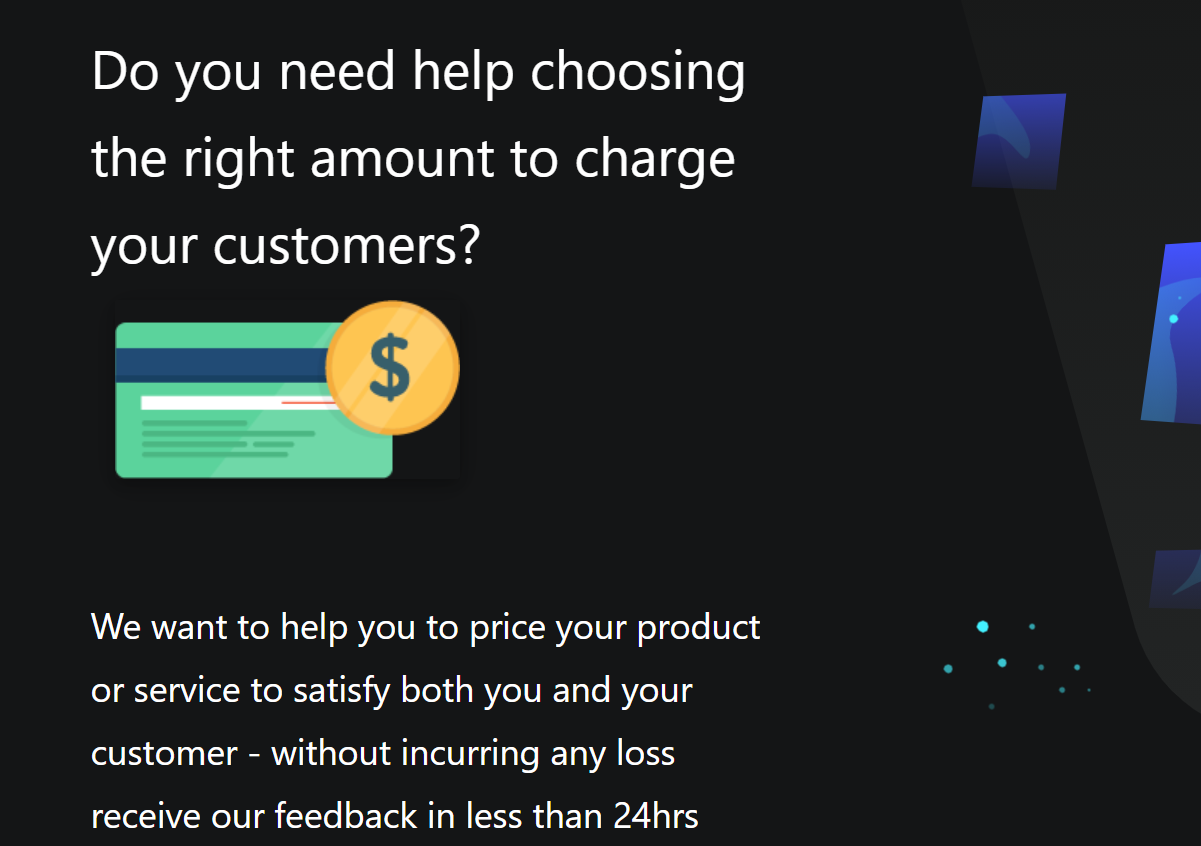 Do you need help choosing
the right amount to charge
your customers?
$
We want to help you to price your product
or service to satisfy both you and your
customer - without incurring any loss
receive our feedback in less than 24hrs